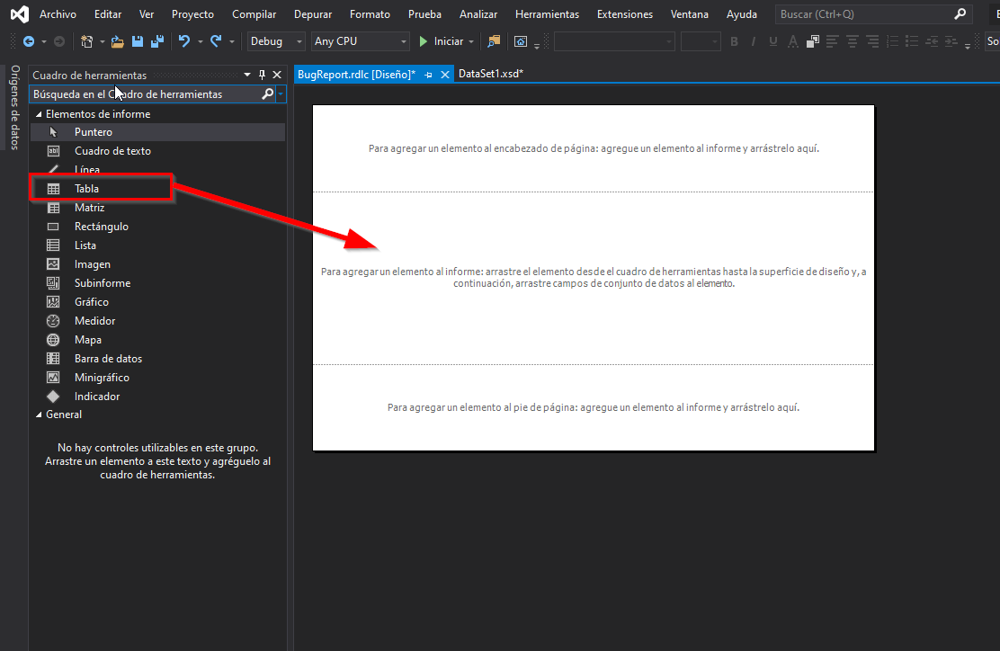 Archivo Editar Ver Proyecto Compilar Depurar Formato Prueba Analizar Herramientas Extensiones Ventana Ayuda Buscar (Ctrl+Q)
Debug Any CPU Iniciar B I U A So
Orígenes de datos
Cuadro de herramientas
BugReport.rdlc [Diseño]* DataSet1.xsd*
Búsqueda en el Cuadro de herramientas
Elementos de informe
Puntero
Cuadro de texto
Línea
Tabla
Matriz
Rectángulo
Lista
Imagen
Subinforme
Gráfico
Medidor
Mapa
Barra de datos
Minigráfico
Indicador
General
No hay controles utilizables en este grupo.
Arrastre un elemento a este texto y agréguelo al
cuadro de herramientas.
Para agregar un elemento al encabezado de página: agregue un elemento al informe y arrástrelo aquí.
Para agregar un elemento al informe: arrastre el elemento desde el cuadro de herramientas hasta la superficie de diseño y, a
continuación, arrastre campos de conjunto de datos al elemento.
Para agregar un elemento al pie de página: agregue un elemento al informe y arrástrelo aquí.